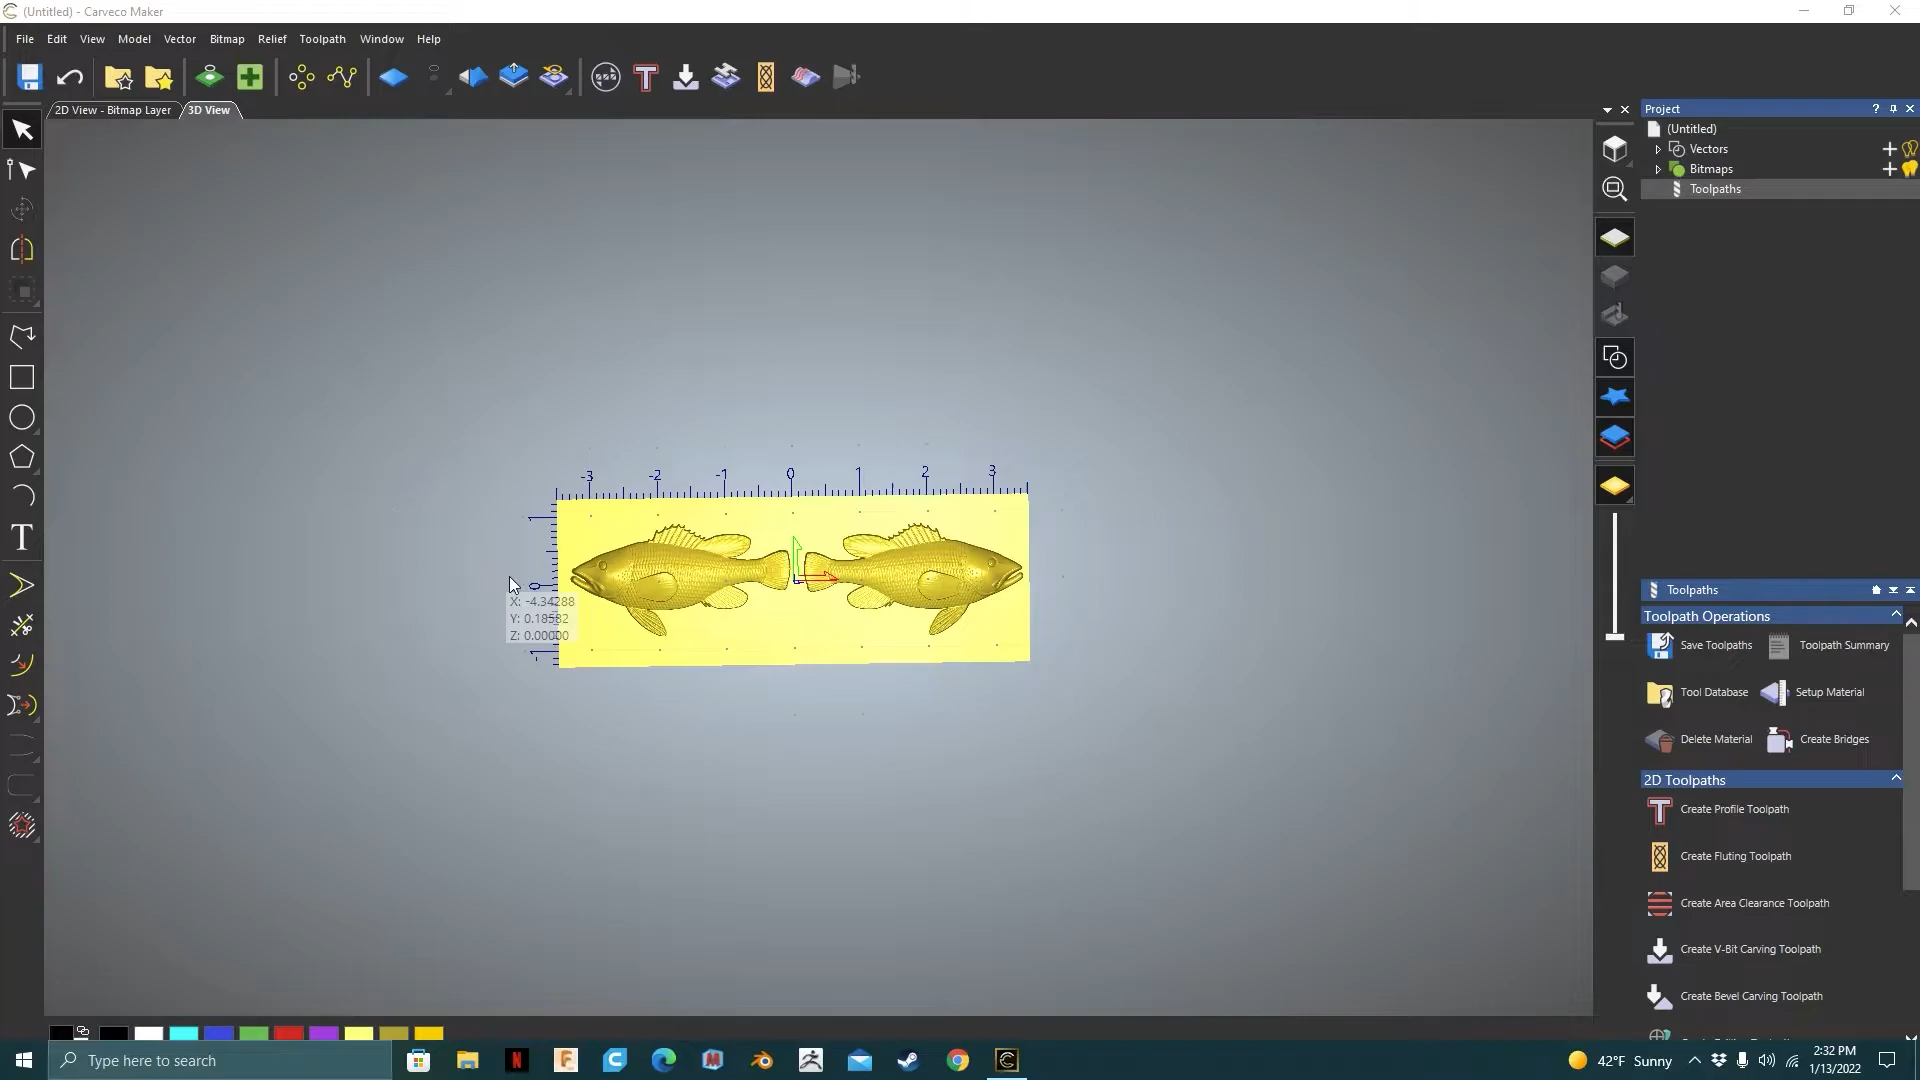 (Untitled) - Carveco Maker
File Edit View Model Vector Bitmap Relief Toolpath Window Help
2D View - Bitmap Layer 3D View
Project
(Untitled)
Vectors
Bitmaps
Toolpaths
-3 -2 -1 0 1 2 3
1
0
X: -4.34288
Y: 0.18582
Z: 0.00000
-1
Toolpaths
Toolpath Operations
Save Toolpaths Toolpath Summary
Tool Database Setup Material
Delete Material Create Bridges
2D Toolpaths
Create Profile Toolpath
Create Fluting Toolpath
Create Area Clearance Toolpath
Create V-Bit Carving Toolpath
Create Bevel Carving Toolpath
Type here to search
42°F Sunny
2:32 PM
1/13/2022